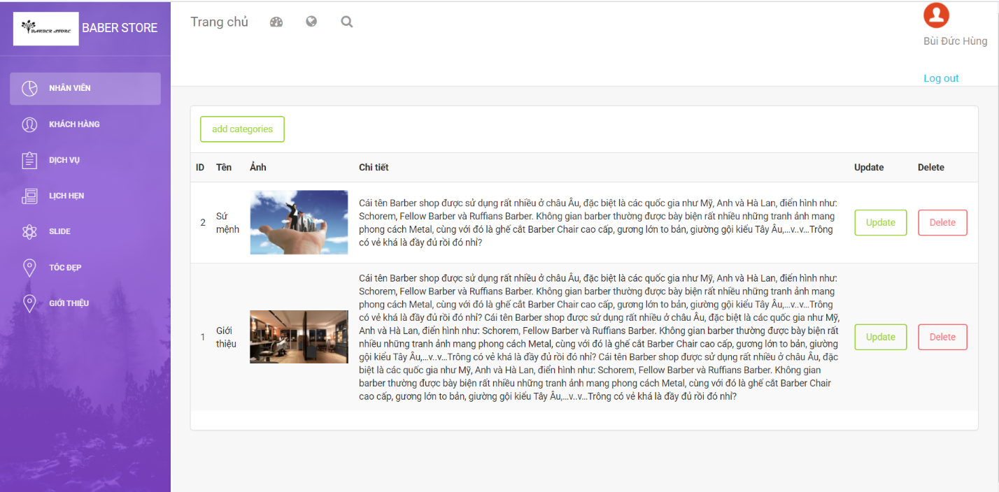 BARBER STORE
BABER STORE
Trang chủ
Bùi Đức Hùng
Log out
NHÂN VIÊN
KHÁCH HÀNG
DỊCH VỤ
LỊCH HẸN
SLIDE
TÓC ĐẸP
GIỚI THIỆU
add categories
ID Tên Ảnh Chi tiết Update Delete
2
Sứ
mệnh
Cái tên Barber shop được sử dụng rất nhiều ở châu Âu, đặc biệt là các quốc gia như Mỹ, Anh và Hà Lan, điển hình như:
Schorem, Fellow Barber và Ruffians Barber. Không gian barber thường được bày biện rất nhiều những tranh ảnh mang
phong cách Metal, cùng với đó là ghế cắt Barber Chair cao cấp, gương lớn to bản, giường gội kiểu Tây Âu,...v..v...Trông
có vẻ khá là đầy đủ rồi đó nhỉ?
Update
Delete
1
Giới
thiệu
Cái tên Barber shop được sử dụng rất nhiều ở châu Âu, đặc biệt là các quốc gia như Mỹ, Anh và Hà Lan, điển hình như:
Schorem, Fellow Barber và Ruffians Barber. Không gian barber thường được bày biện rất nhiều những tranh ảnh mang
phong cách Metal, cùng với đó là ghế cắt Barber Chair cao cấp, gương lớn to bản, giường gội kiểu Tây Âu,...v..v...Trông
có vẻ khá là đầy đủ rồi đó nhỉ? Cái tên Barber shop được sử dụng rất nhiều ở châu Âu, đặc biệt là các quốc gia như Mỹ,
Anh và Hà Lan, điển hình như: Schorem, Fellow Barber và Ruffians Barber. Không gian barber thường được bày biện rất
nhiều những tranh ảnh mang phong cách Metal, cùng với đó là ghế cắt Barber Chair cao cấp, gương lớn to bản, giường
gội kiểu Tây Âu,...v..v...Trông có vẻ khá là đầy đủ rồi đó nhỉ? Cái tên Barber shop được sử dụng rất nhiều ở châu Âu, đặc
biệt là các quốc gia như Mỹ, Anh và Hà Lan, điển hình như: Schorem, Fellow Barber và Ruffians Barber. Không gian
barber thường được bày biện rất nhiều những tranh ảnh mang phong cách Metal, cùng với đó là ghế cắt Barber Chair
cao cấp, gương lớn to bản, giường gội kiểu Tây Âu,...v..v...Trông có vẻ khá là đầy đủ rồi đó nhỉ?
Update
Delete